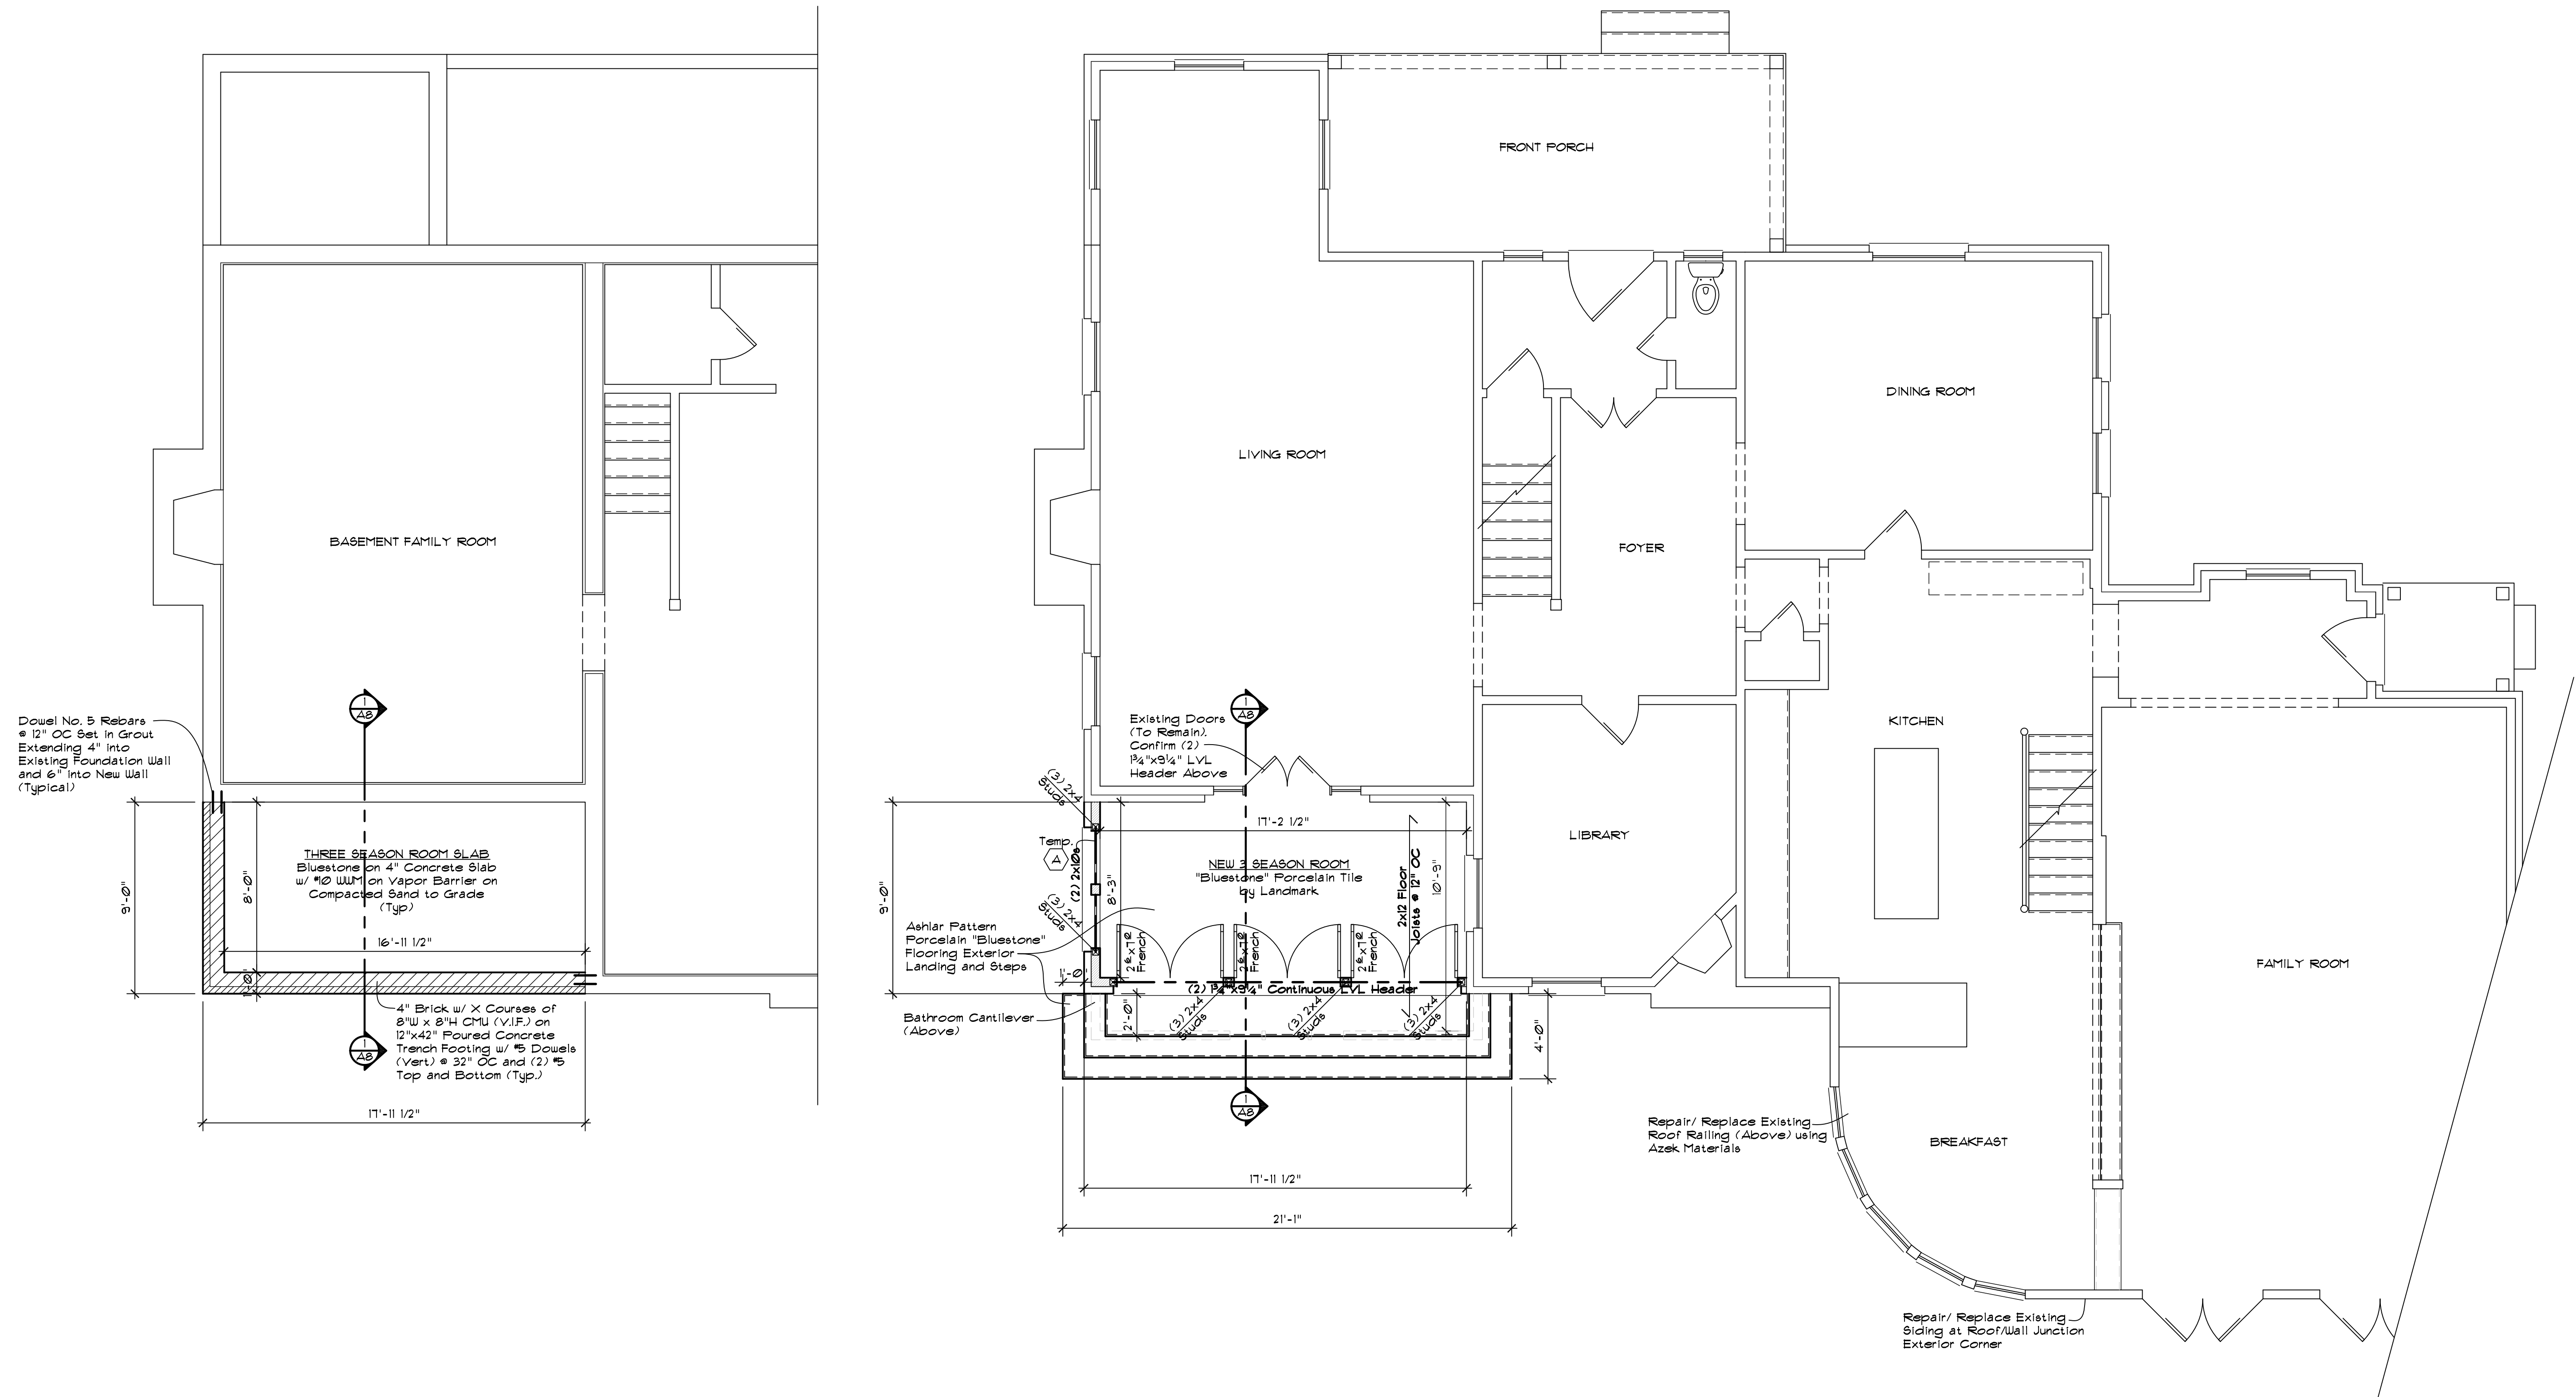 BASEMENT FAMILY ROOM
1
A8
Dowel No. 5 Rebars
@ 12" OC Set in Grout
Extending 4" into
Existing Foundation Wall
and 6" into New Wall
(Typical)
9'-0"
8'-0"
THREE SEASON ROOM SLAB
Bluestone on 4" Concrete Slab
w/ #10 WWM on Vapor Barrier on
Compacted Sand to Grade
(Typ)
16'-11 1/2"
1'-0"
4" Brick w/ X Courses of
8"W x 8"H CMU (V.I.F.) on
12"x42" Poured Concrete
Trench Footing w/ #5 Dowels
(Vert) @ 32" OC and (2) #5
Top and Bottom (Typ.)
1
A8
17'-11 1/2"
FRONT PORCH
LIVING ROOM
DINING ROOM
FOYER
KITCHEN
LIBRARY
FAMILY ROOM
BREAKFAST
1
A8
Existing Doors
(To Remain).
Confirm (2)
1¾"x9¼" LVL
Header Above
(3) 2x4
Studs
Temp.
A
(2) 2x10s
(3) 2x4
Studs
9'-0"
8'-3"
17'-2 1/2"
NEW 3 SEASON ROOM
"Bluestone" Porcelain Tile
by Landmark
2x12 Floor
Joists @ 12" OC
10'-9"
Ashlar Pattern
Porcelain "Bluestone"
Flooring Exterior
Landing and Steps
2⁶x7⁰
French
2⁶x7⁰
French
2⁶x7⁰
French
1'-0"
(2) 1¾"x9¼" Continuous LVL Header
Bathroom Cantilever
(Above)
2'-0"
(3) 2x4
Studs
(3) 2x4
Studs
(3) 2x4
Studs
4'-0"
1
A8
17'-11 1/2"
21'-1"
Repair/ Replace Existing
Roof Railing (Above) using
Azek Materials
Repair/ Replace Existing
Siding at Roof/Wall Junction
Exterior Corner